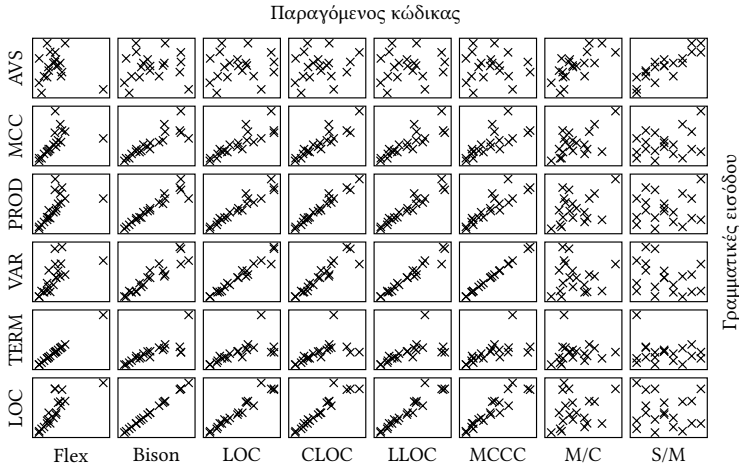 Παραγόμενος κώδικας
AVS
MCC
PROD
VAR
TERM
LOC
Γραμματικές εισόδου
Flex Bison LOC CLOC LLOC MCCC M/C S/M